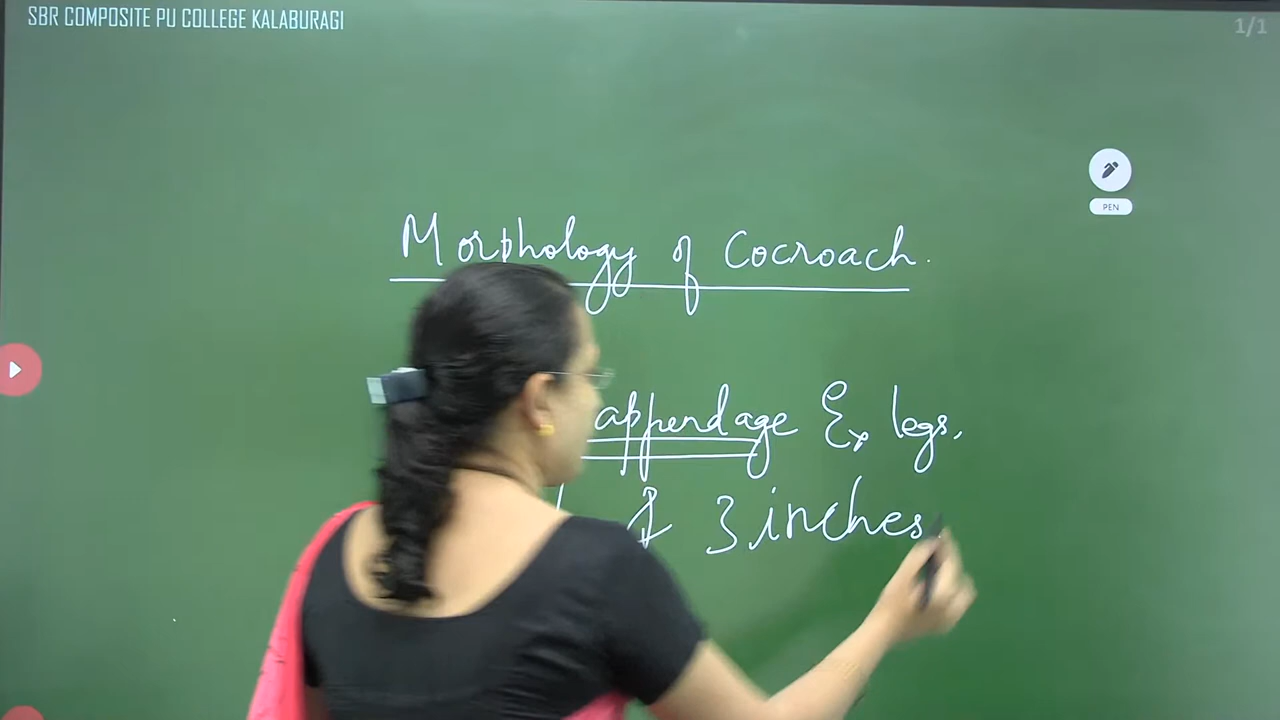 SBR COMPOSITE PU COLLEGE KALABURAGI
1/1
PEN
Morphology of Cocroach.
appendage Ex legs,
3 inches